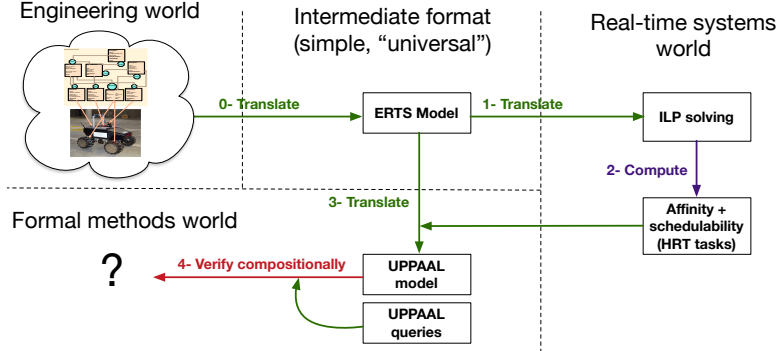 Engineering world
Intermediate format
(simple, “universal”)
Real-time systems
world
0- Translate
ERTS Model
1- Translate
ILP solving
2- Compute
3- Translate
Affinity +
schedulability
(HRT tasks)
Formal methods world
?
4- Verify compositionally
UPPAAL
model
UPPAAL
queries